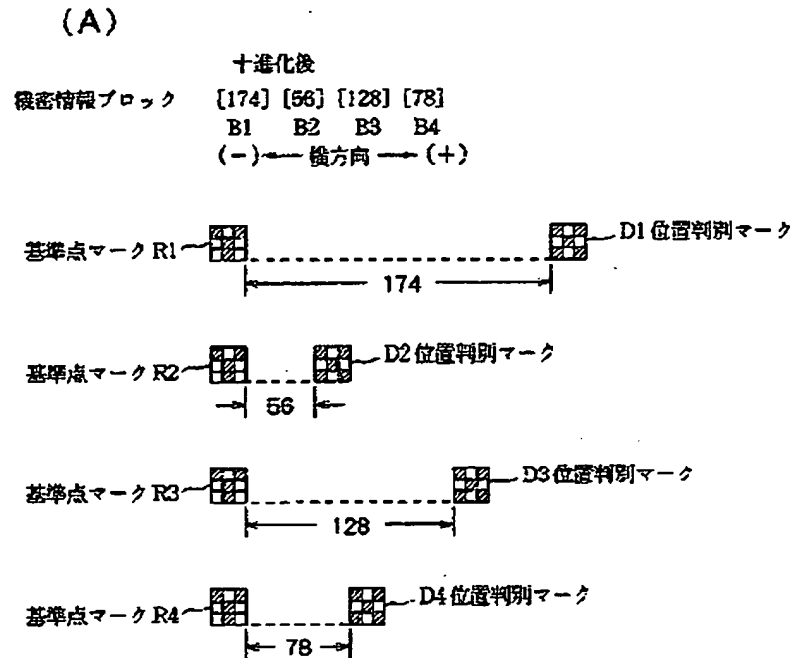 (A)
十進化後
機密情報ブロック [174] [56] [128] [78]
B1 B2 B3 B4
(-) 横方向 (+)
基準点マーク R1 D1 位置判別マーク
174
基準点マーク R2 D2 位置判別マーク
56
基準点マーク R3 D3 位置判別マーク
128
基準点マーク R4 D4 位置判別マーク
78